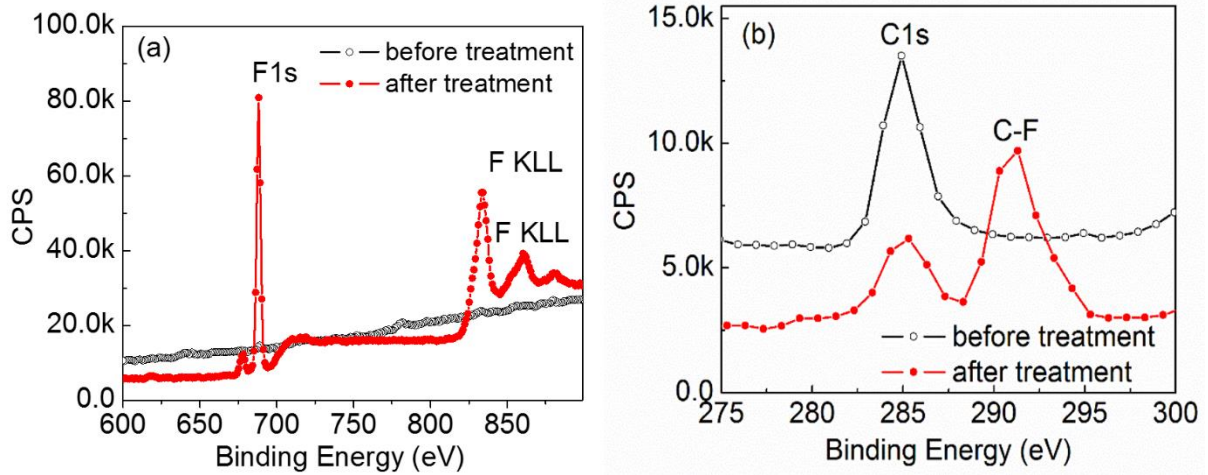 (a)
before treatment
after treatment
F1s
F KLL
F KLL
100.0k
80.0k
60.0k
40.0k
20.0k
0.0
CPS
600 650 700 750 800 850
Binding Energy (eV)
(b)
C1s
C-F
before treatment
after treatment
15.0k
10.0k
5.0k
0.0
CPS
275 280 285 290 295 300
Binding Energy (eV)